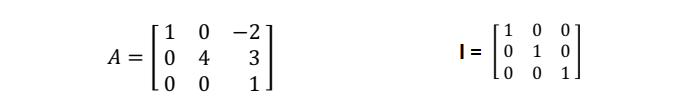 A = [1 0 −2
0 4 3
0 0 1]
I = [1 0 0
0 1 0
0 0 1]